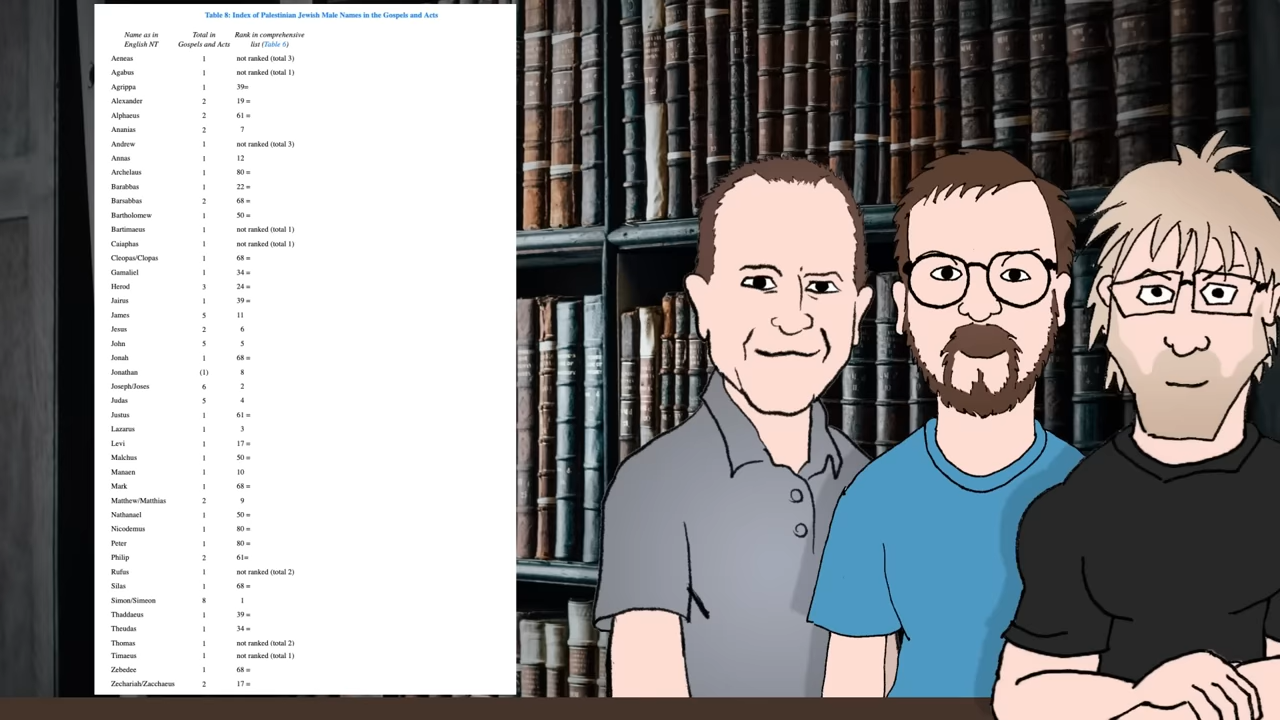 Table 8: Index of Palestinian Jewish Male Names in the Gospels and Acts
Name as in English NT Total in Gospels and Acts Rank in comprehensive list (Table 6)
Aeneas 1 not ranked (total 3)
Agabus 1 not ranked (total 1)
Agrippa 1 39=
Alexander 2 19 =
Alphaeus 2 61 =
Ananias 2 7
Andrew 1 not ranked (total 3)
Annas 1 12
Archelaus 1 80 =
Barabbas 1 22 =
Barsabbas 2 68 =
Bartholomew 1 50 =
Bartimaeus 1 not ranked (total 1)
Caiaphas 1 not ranked (total 1)
Cleopas/Clopas 1 68 =
Gamaliel 1 34 =
Herod 3 24 =
Jairus 1 39 =
James 5 11
Jesus 2 6
John 5 5
Jonah 1 68 =
Jonathan (1) 8
Joseph/Joses 6 2
Judas 5 4
Justus 1 61 =
Lazarus 1 3
Levi 1 17 =
Malchus 1 50 =
Manaen 1 10
Mark 1 68 =
Matthew/Matthias 2 9
Nathanael 1 50 =
Nicodemus 1 80 =
Peter 1 80 =
Philip 2 61=
Rufus 1 not ranked (total 2)
Silas 1 68 =
Simon/Simeon 8 1
Thaddaeus 1 39 =
Theudas 1 34 =
Thomas 1 not ranked (total 2)
Timaeus 1 not ranked (total 1)
Zebedee 1 68 =
Zechariah/Zacchaeus 2 17 =